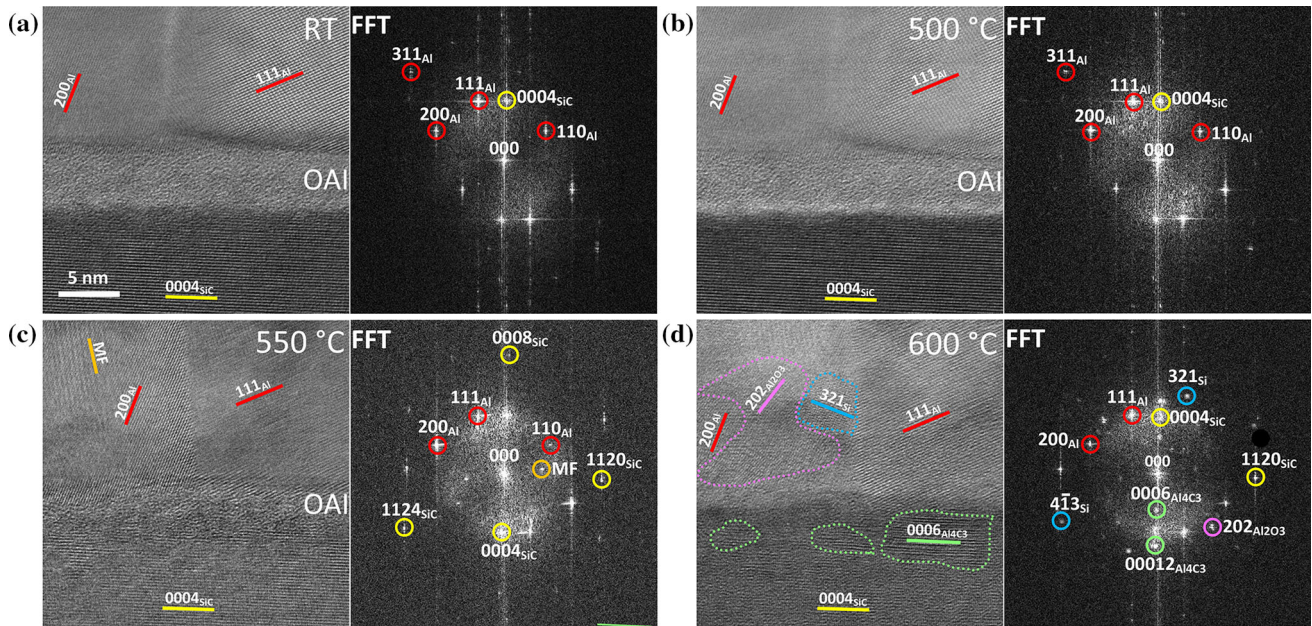 (a)
RT
200Al
111Al
OAl
5 nm
0004SiC
FFT
311Al
111Al
0004SiC
200Al
110Al
000
(b)
500 °C
200Al
111Al
OAl
0004SiC
FFT
311Al
111Al
0004SiC
200Al
110Al
000
(c)
550 °C
MF
200Al
111Al
OAl
0004SiC
FFT
0008SiC
111Al
200Al
110Al
000
MF
1120SiC
1124SiC
0004SiC
(d)
600 °C
202Al2O3
321Si
200Al
111Al
0006Al4C3
0004SiC
FFT
321Si
111Al
0004SiC
200Al
000
1120SiC
0006Al4C3
41̄3Si
202Al2O3
00012Al4C3